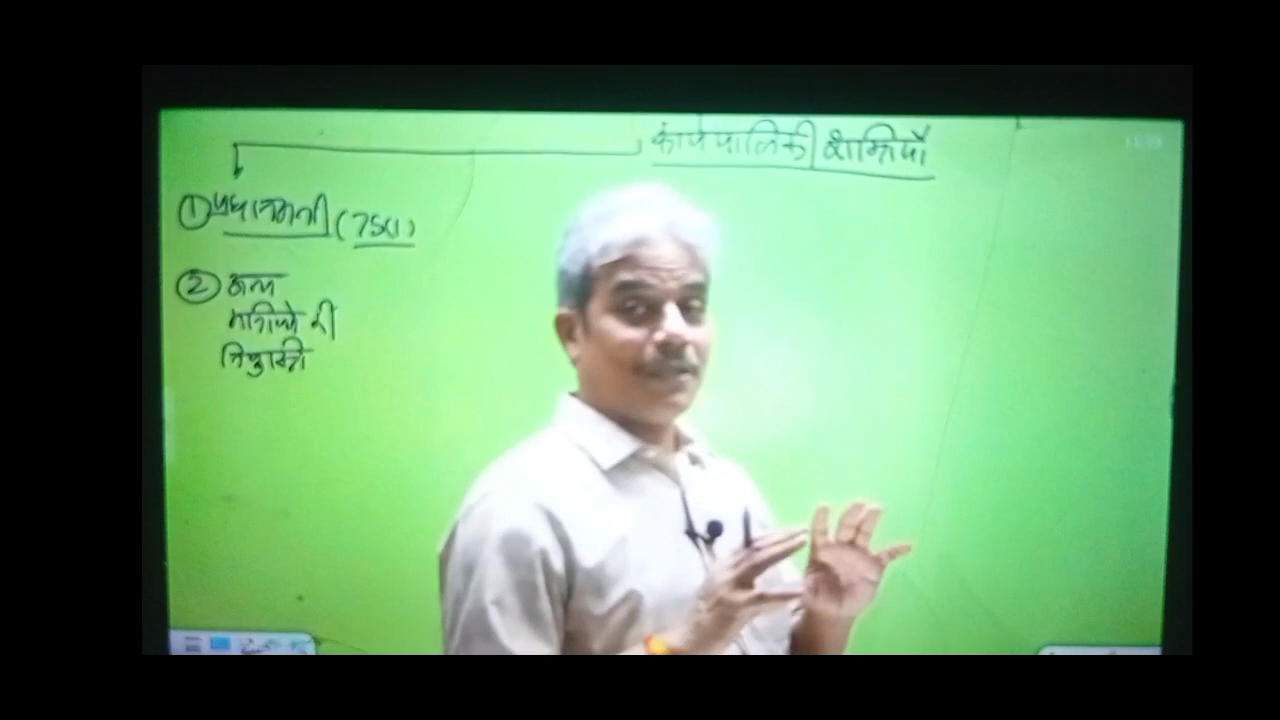 कार्यपालिकी शक्तियाँ
① प्रधानमंत्री (75(1))
② अन्य
मंत्रियों की
नियुक्ति